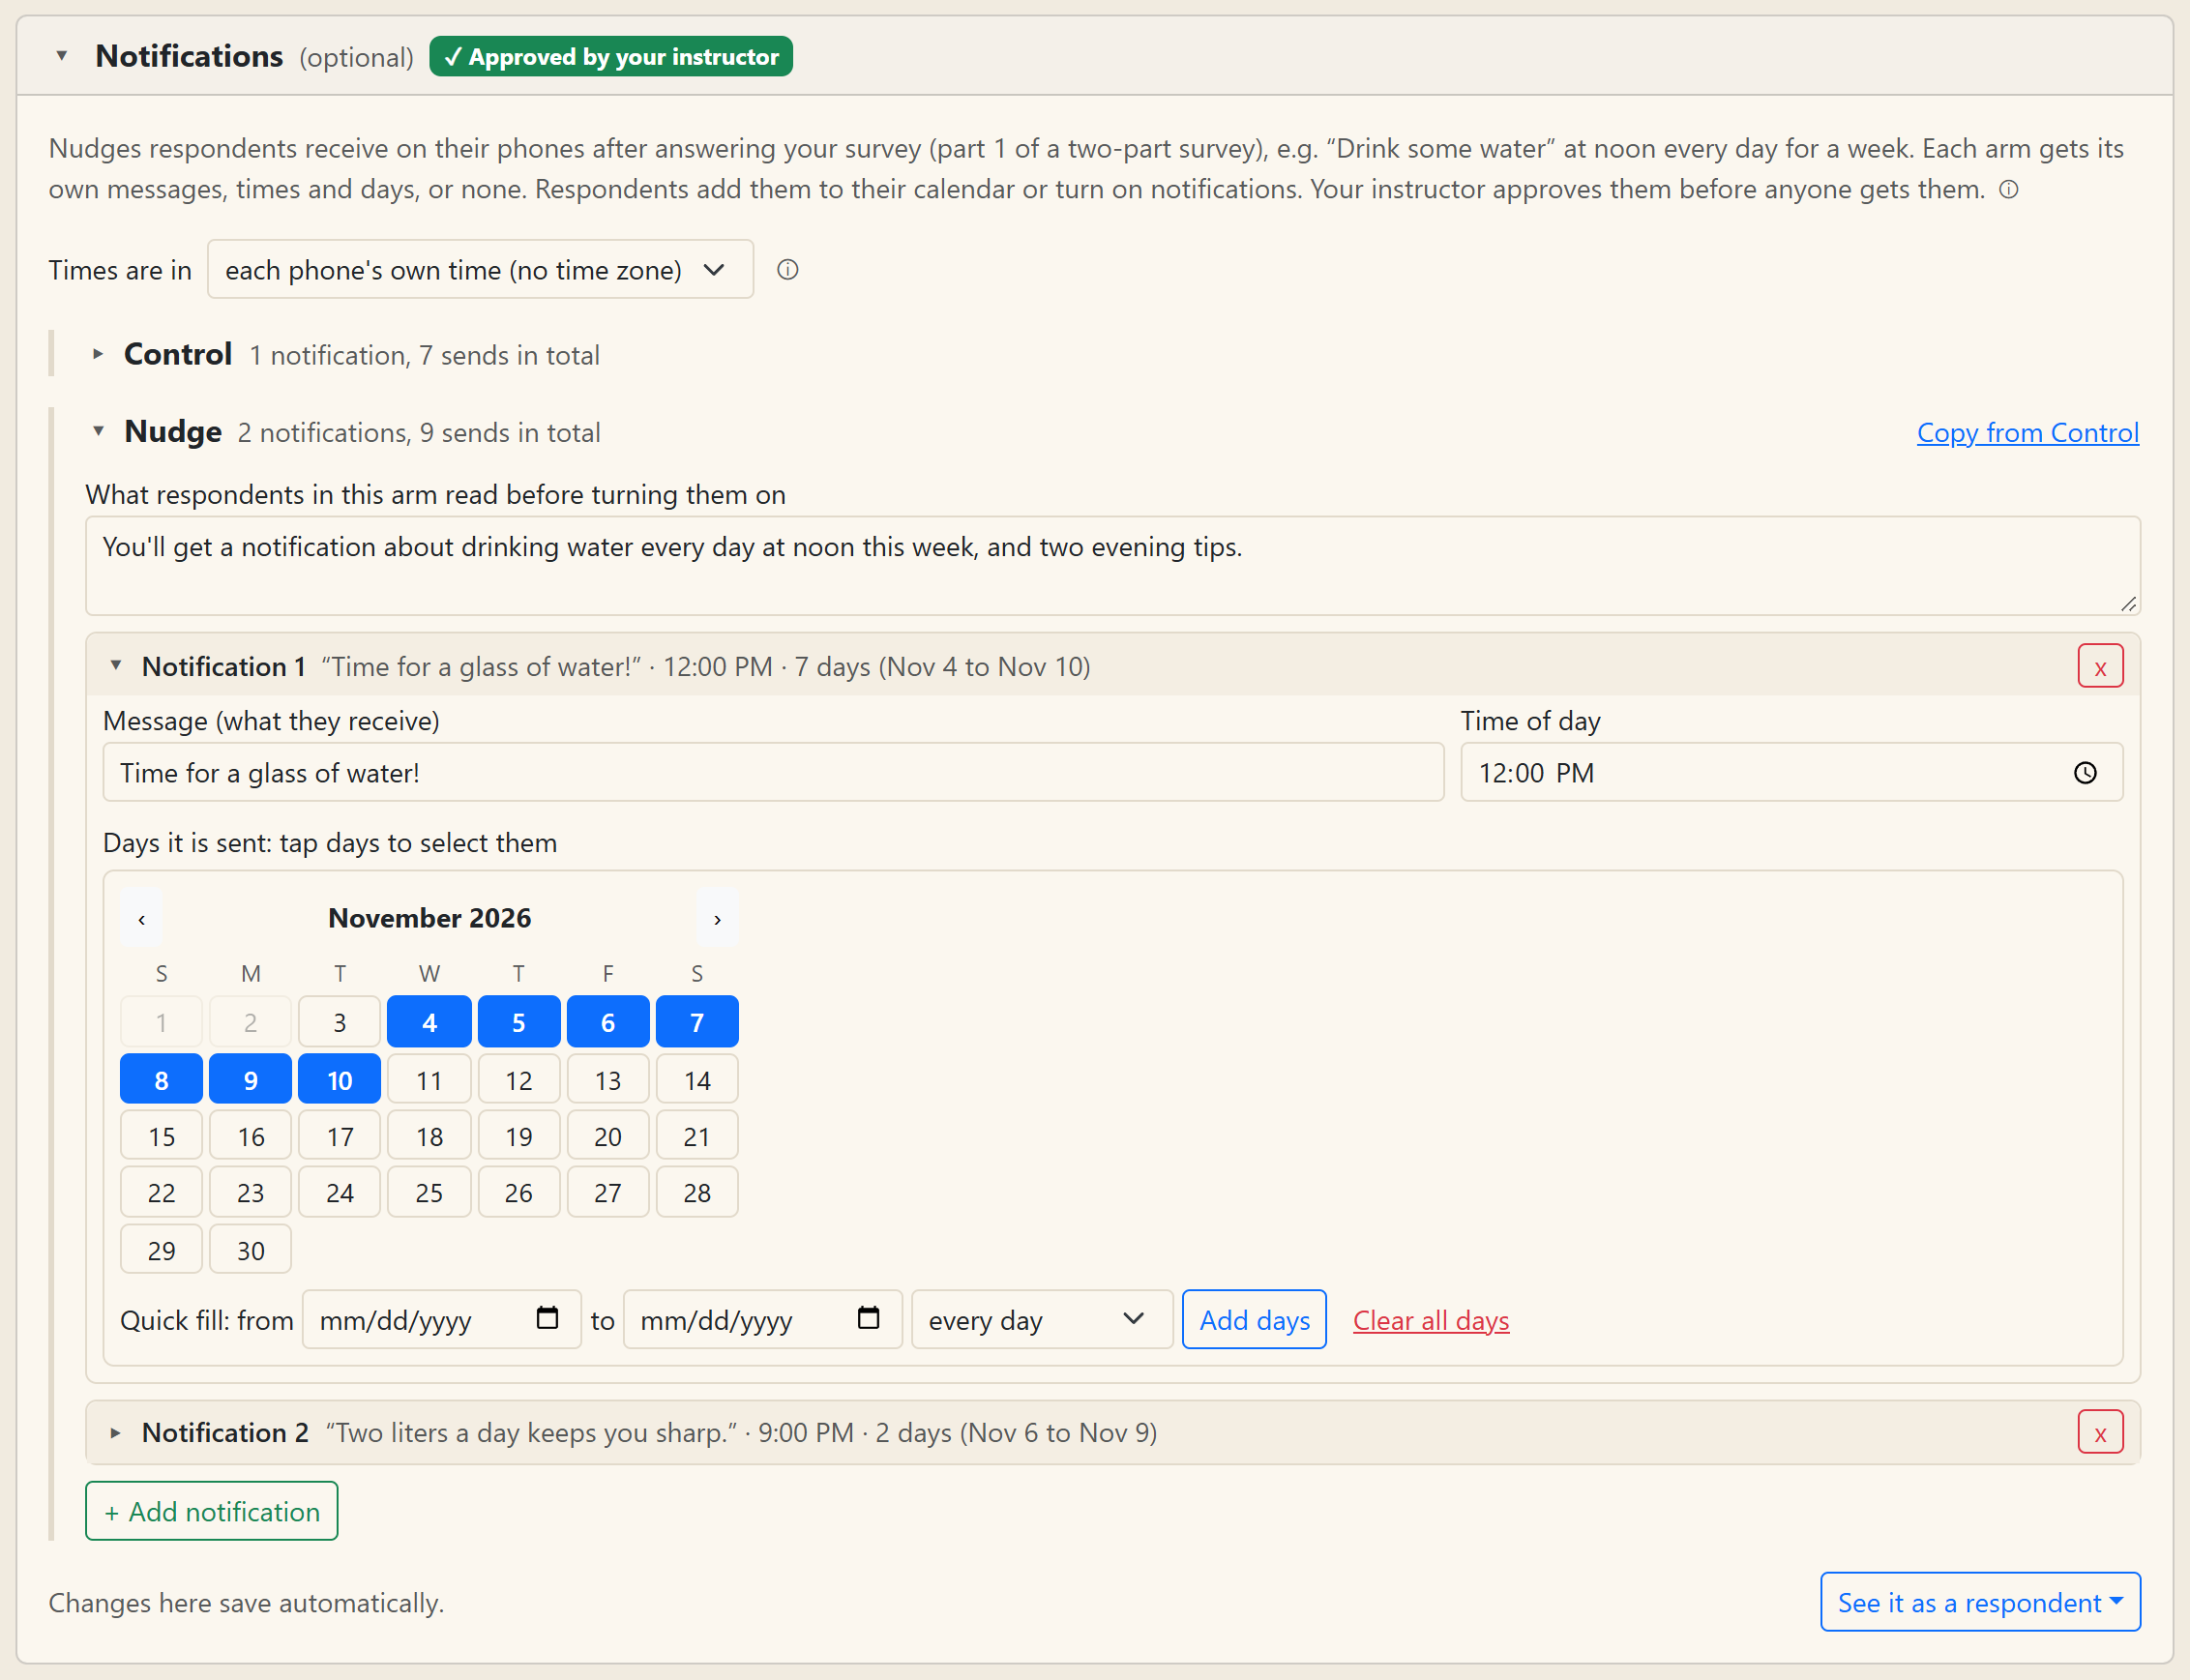 Notifications (optional) ✓ Approved by your instructor
Nudges respondents receive on their phones after answering your survey (part 1 of a two-part survey), e.g. “Drink some water” at noon every day for a week. Each arm gets its
own messages, times and days, or none. Respondents add them to their calendar or turn on notifications. Your instructor approves them before anyone gets them.
Times are in each phone's own time (no time zone)
Control 1 notification, 7 sends in total
Nudge 2 notifications, 9 sends in total Copy from Control
What respondents in this arm read before turning them on
You'll get a notification about drinking water every day at noon this week, and two evening tips.
Notification 1 “Time for a glass of water!” · 12:00 PM · 7 days (Nov 4 to Nov 10) x
Message (what they receive) Time of day
Time for a glass of water! 12:00 PM
Days it is sent: tap days to select them
‹ November 2026 ›
S M T W T F S
1 2 3 4 5 6 7
8 9 10 11 12 13 14
15 16 17 18 19 20 21
22 23 24 25 26 27 28
29 30
Quick fill: from mm/dd/yyyy to mm/dd/yyyy every day Add days Clear all days
Notification 2 “Two liters a day keeps you sharp.” · 9:00 PM · 2 days (Nov 6 to Nov 9) x
+ Add notification
Changes here save automatically. See it as a respondent